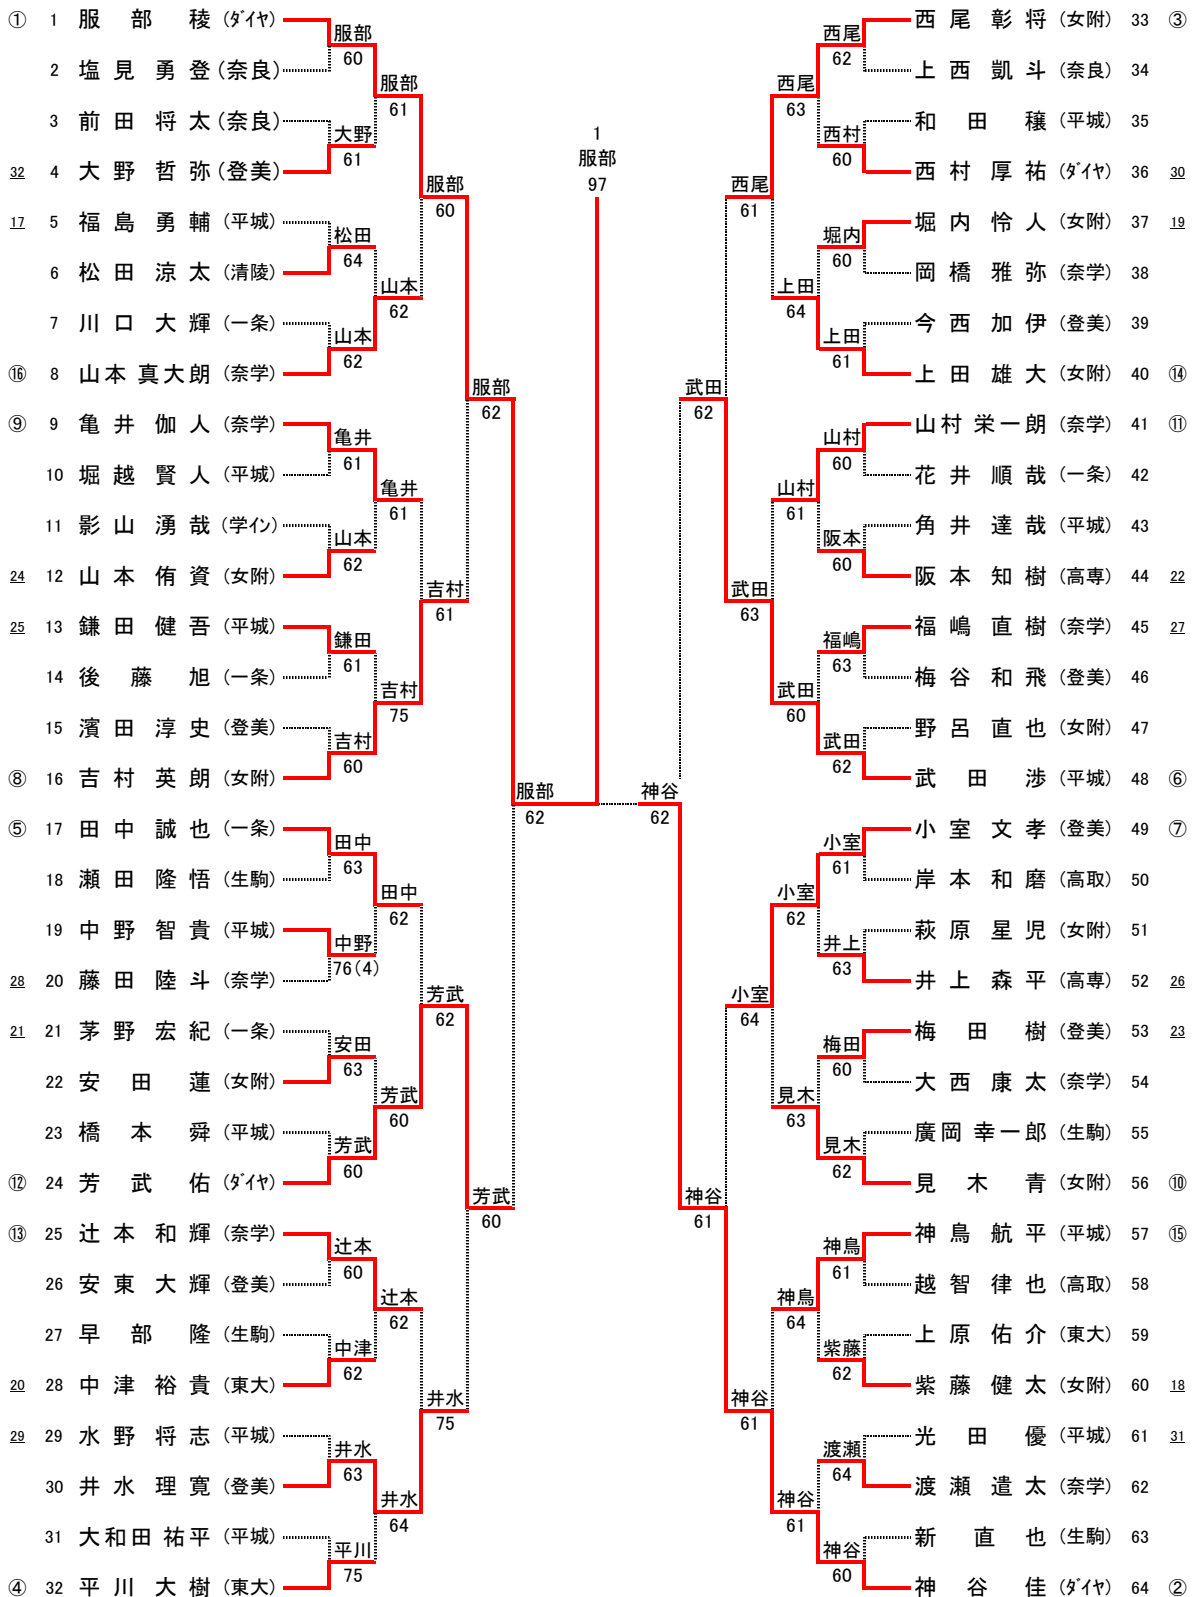 ① 1 服部 稜 (ダイヤ)
服部
60
2 塩見勇登 (奈良)
服部
61
3 前田将太 (奈良)
大野
61
32 4 大野哲弥 (登美)
服部
60
17 5 福島勇輔 (平城)
松田
64
6 松田涼太 (清陵)
山本
62
7 川口大輝 (一条)
山本
62
⑯ 8 山本真大朗 (奈学)
服部
62
⑨ 9 亀井伽人 (奈学)
亀井
61
10 堀越賢人 (平城)
亀井
61
11 影山湧哉 (学イン)
山本
62
24 12 山本侑資 (女附)
吉村
61
25 13 鎌田健吾 (平城)
鎌田
61
14 後藤旭 (一条)
吉村
75
15 濱田淳史 (登美)
吉村
60
⑧ 16 吉村英朗 (女附)
服部
62
⑤ 17 田中誠也 (一条)
田中
63
18 瀬田隆悟 (生駒)
田中
62
19 中野智貴 (平城)
中野
76(4)
28 20 藤田陸斗 (奈学)
芳武
62
21 21 茅野宏紀 (一条)
安田
63
22 安田蓮 (女附)
芳武
60
23 橋本舜 (平城)
芳武
60
⑫ 24 芳武佑 (ダイヤ)
芳武
60
⑬ 25 辻本和輝 (奈学)
辻本
60
26 安東大輝 (登美)
辻本
62
27 早部隆 (生駒)
中津
62
20 28 中津裕貴 (東大)
井水
75
29 29 水野将志 (平城)
井水
63
30 井水理寛 (登美)
井水
64
31 大和田祐平 (平城)
平川
75
④ 32 平川大樹 (東大)
1
服部
97
西尾彰将 (女附) 33 ③
西尾
62
上西凱斗 (奈良) 34
西尾
63
和田穣 (平城) 35
西村
60
西村厚祐 (ダイヤ) 36 30
西尾
61
堀内怜人 (女附) 37 19
堀内
60
岡橋雅弥 (奈学) 38
上田
64
今西加伊 (登美) 39
上田
61
上田雄大 (女附) 40 ⑭
武田
62
山村栄一朗 (奈学) 41 ⑪
山村
60
花井順哉 (一条) 42
山村
61
角井達哉 (平城) 43
阪本
60
阪本知樹 (高専) 44 22
武田
63
福嶋直樹 (奈学) 45 27
福嶋
63
梅谷和飛 (登美) 46
武田
60
野呂直也 (女附) 47
武田
62
武田渉 (平城) 48 ⑥
神谷
62
小室文孝 (登美) 49 ⑦
小室
61
岸本和磨 (高取) 50
小室
62
萩原星児 (女附) 51
井上
63
井上森平 (高専) 52 26
小室
64
梅田樹 (登美) 53 23
梅田
60
大西康太 (奈学) 54
見木
63
廣岡幸一郎 (生駒) 55
見木
62
見木青 (女附) 56 ⑩
神谷
61
神鳥航平 (平城) 57 ⑮
神鳥
61
越智律也 (高取) 58
神鳥
64
上原佑介 (東大) 59
紫藤
62
紫藤健太 (女附) 60 18
神谷
61
光田優 (平城) 61 31
渡瀬
64
渡瀬遣太 (奈学) 62
神谷
61
新直也 (生駒) 63
神谷
60
神谷佳 (ダイヤ) 64 ②